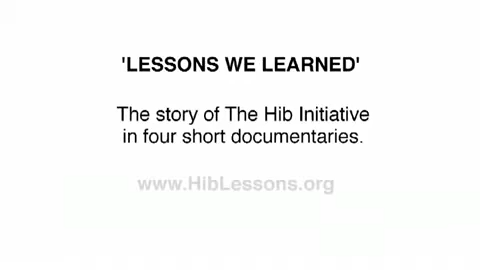 'LESSONS WE LEARNED'
The story of The Hib Initiative
in four short documentaries.
www.HibLessons.org